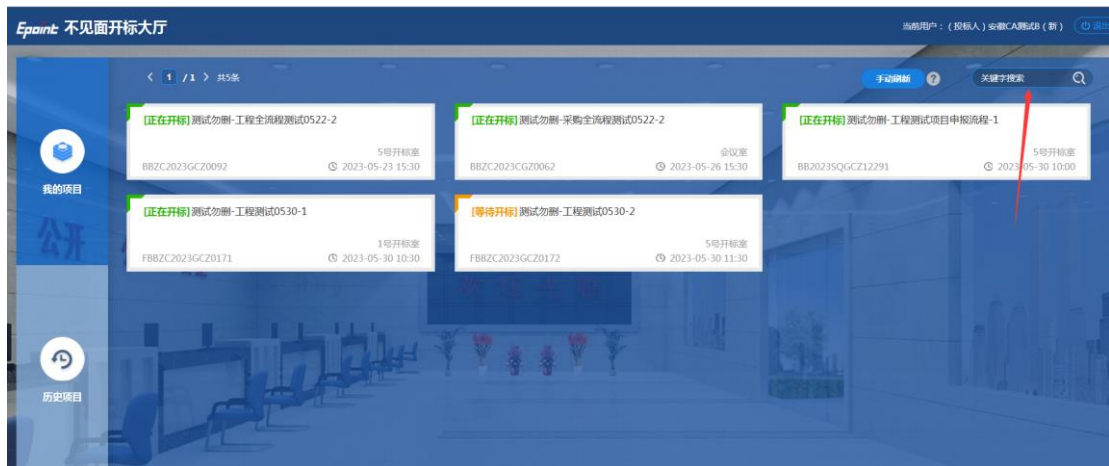 Epoint 不见面开标大厅
当前用户：（投标人）安徽CA测试B（新）
1 / 1 共5条
手动刷新 ? 关键字搜索
[正在开标] 测试勿删-工程全流程测试0522-2
5号开标室
BBZC2023GCZ0092 2023-05-23 15:30
[正在开标] 测试勿删-采购全流程测试0522-2
会议室
BBZC2023CGZ0062 2023-05-26 15:30
[正在开标] 测试勿删-工程测试项目申报流程-1
5号开标室
BB2023SQGCZ12291 2023-05-30 10:00
我的项目
[正在开标] 测试勿删-工程测试0530-1
1号开标室
FBBZC2023GCZ0171 2023-05-30 10:30
[等待开标] 测试勿删-工程测试0530-2
5号开标室
FBBZC2023GCZ0172 2023-05-30 11:30
公开
历史项目